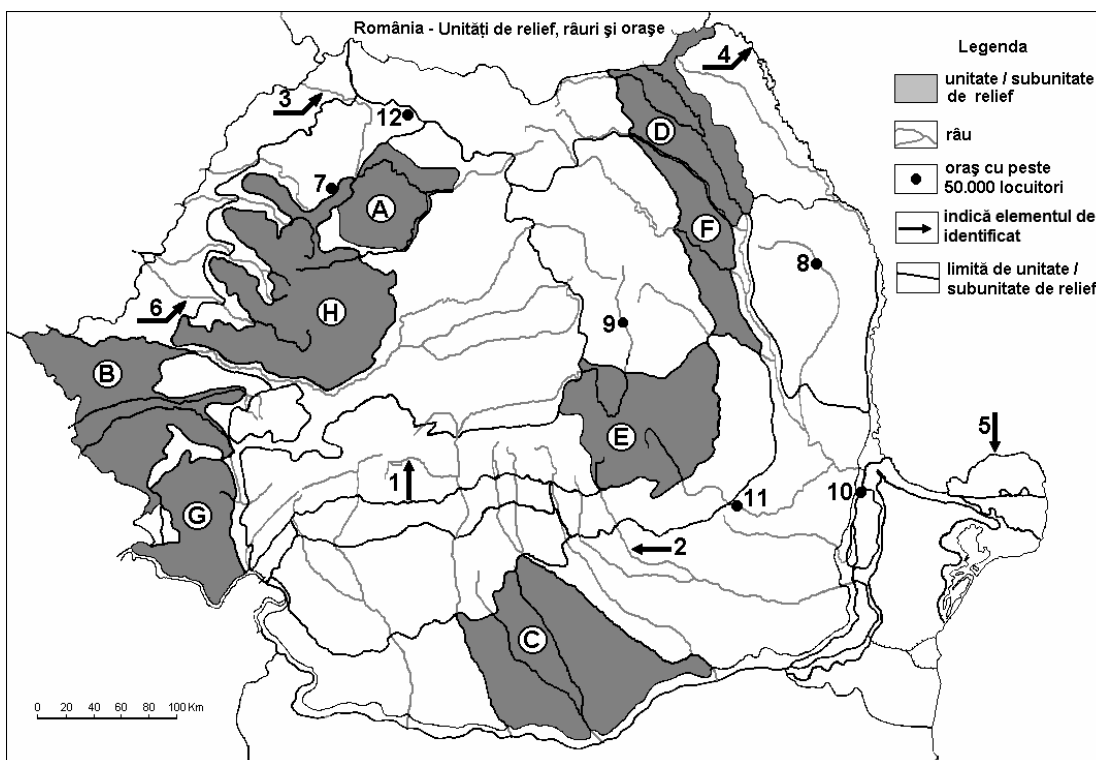 România - Unităţi de relief, râuri şi oraşe
Legenda
unitate / subunitate
de relief
râu
oraş cu peste
50.000 locuitori
indică elementul de
identificat
limită de unitate /
subunitate de relief
4
3
12
D
7
A
F
8
6
H
9
B
5
E
1
10
11
G
2
C
0 20 40 60 80 100 Km